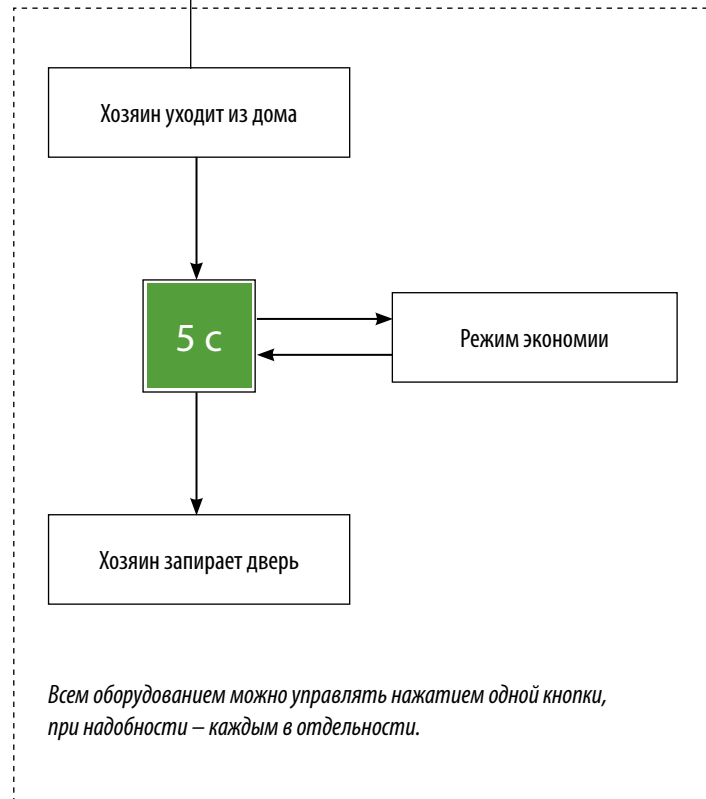 Хозяин уходит из дома
5 с
Режим экономии
Хозяин запирает дверь
Всем оборудованием можно управлять нажатием одной кнопки,
при надобности – каждым в отдельности.